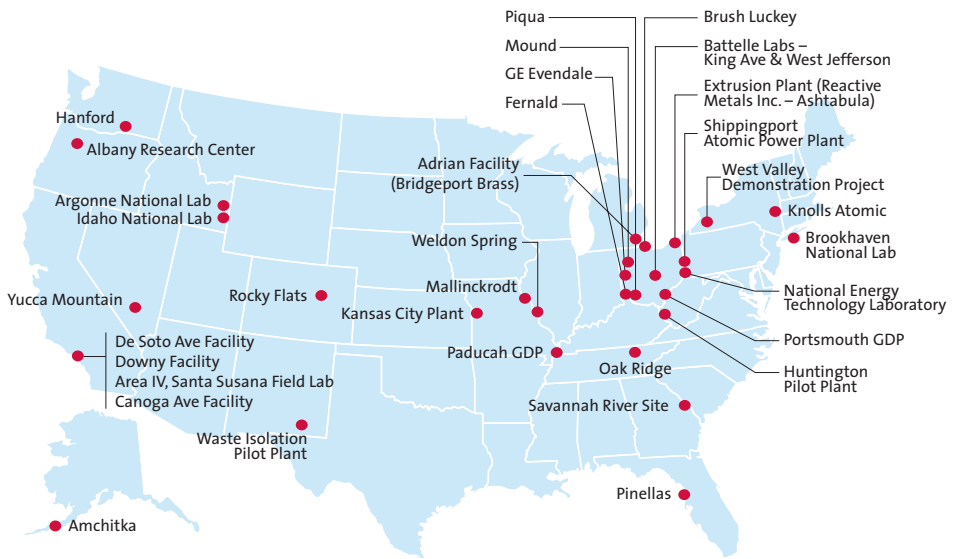 Piqua
Mound
GE Evendale
Fernald
Brush Luckey
Battelle Labs –
King Ave & West Jefferson
Extrusion Plant (Reactive
Metals Inc. – Ashtabula)
Shippingport
Atomic Power Plant
West Valley
Demonstration Project
Knolls Atomic
Brookhaven
National Lab
National Energy
Technology Laboratory
Portsmouth GDP
Huntington
Pilot Plant
Adrian Facility
(Bridgeport Brass)
Hanford
Albany Research Center
Argonne National Lab
Idaho National Lab
Weldon Spring
Mallinckrodt
Kansas City Plant
Rocky Flats
Yucca Mountain
Paducah GDP
Oak Ridge
De Soto Ave Facility
Downy Facility
Area IV, Santa Susana Field Lab
Canoga Ave Facility
Savannah River Site
Waste Isolation
Pilot Plant
Pinellas
Amchitka